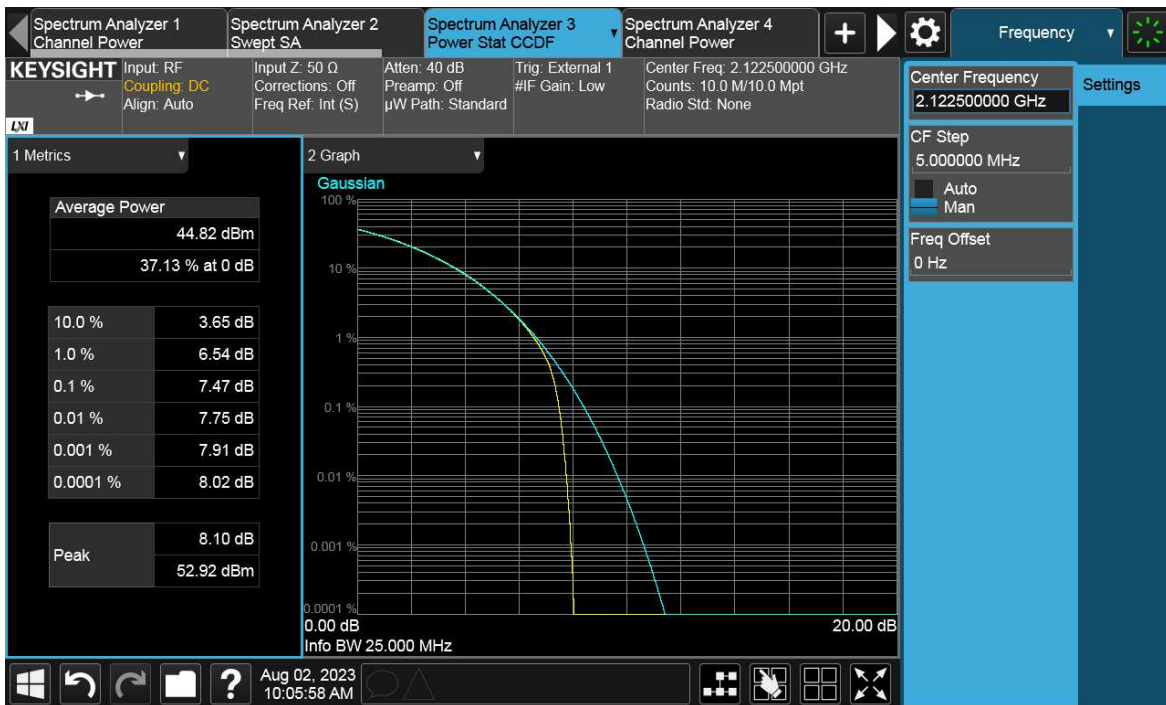 Spectrum Analyzer 1
Channel Power
Spectrum Analyzer 2
Swept SA
Spectrum Analyzer 3
Power Stat CCDF
Spectrum Analyzer 4
Channel Power
+
Frequency
KEYSIGHT
LXI
Input: RF
Coupling: DC
Align: Auto
Input Z: 50 Ω
Corrections: Off
Freq Ref: Int (S)
Atten: 40 dB
Preamp: Off
µW Path: Standard
Trig: External 1
#IF Gain: Low
Center Freq: 2.122500000 GHz
Counts: 10.0 M/10.0 Mpt
Radio Std: None
Center Frequency
2.122500000 GHz
Settings
CF Step
5.000000 MHz
Auto
Man
Freq Offset
0 Hz
1 Metrics
Average Power
44.82 dBm
37.13 % at 0 dB
10.0 % 3.65 dB
1.0 % 6.54 dB
0.1 % 7.47 dB
0.01 % 7.75 dB
0.001 % 7.91 dB
0.0001 % 8.02 dB
Peak
8.10 dB
52.92 dBm
2 Graph
Gaussian
100 %
10 %
1 %
0.1 %
0.01 %
0.001 %
0.0001 %
0.00 dB
20.00 dB
Info BW 25.000 MHz
?
Aug 02, 2023
10:05:58 AM